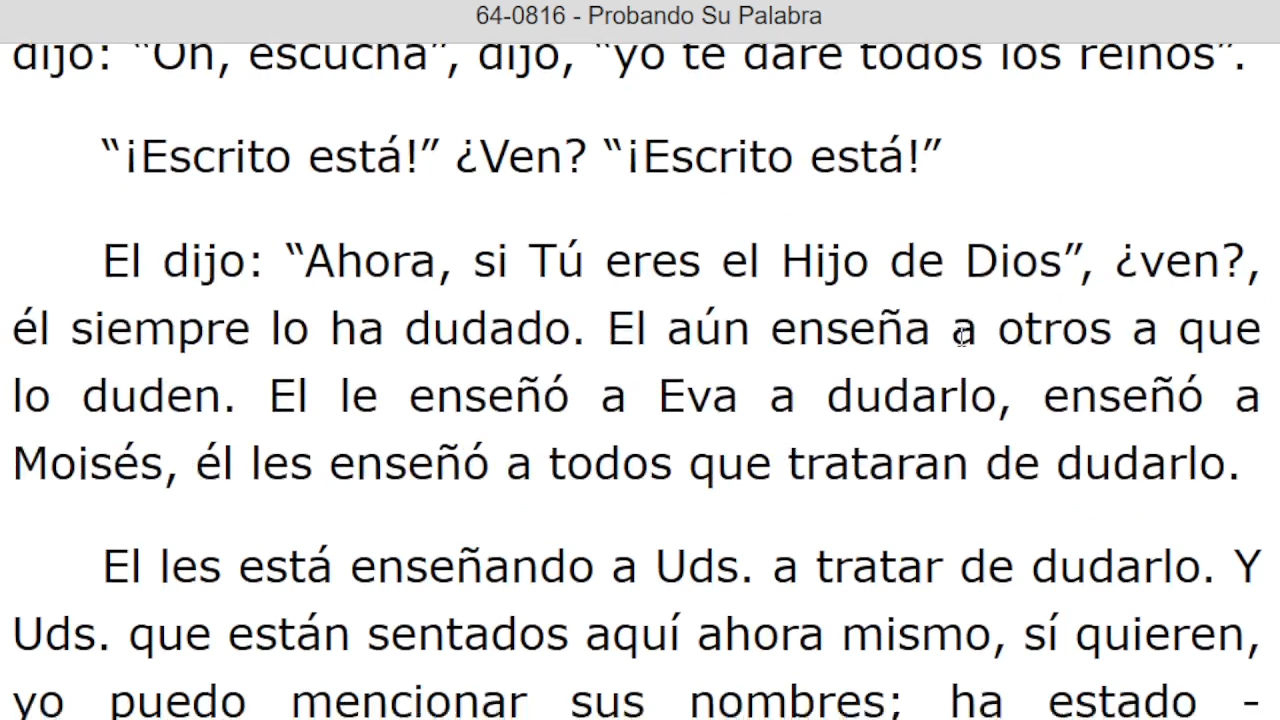 64-0816 - Probando Su Palabra
dijo: “Oh, escucha”, dijo, “yo te daré todos los reinos”.
“¡Escrito está!” ¿Ven? “¡Escrito está!”
El dijo: “Ahora, si Tú eres el Hijo de Dios”, ¿ven?,
él siempre lo ha dudado. El aún enseña a otros a que
lo duden. El le enseñó a Eva a dudarlo, enseñó a
Moisés, él les enseñó a todos que trataran de dudarlo.
El les está enseñando a Uds. a tratar de dudarlo. Y
Uds. que están sentados aquí ahora mismo, sí quieren,
yo puedo mencionar sus nombres; ha estado -